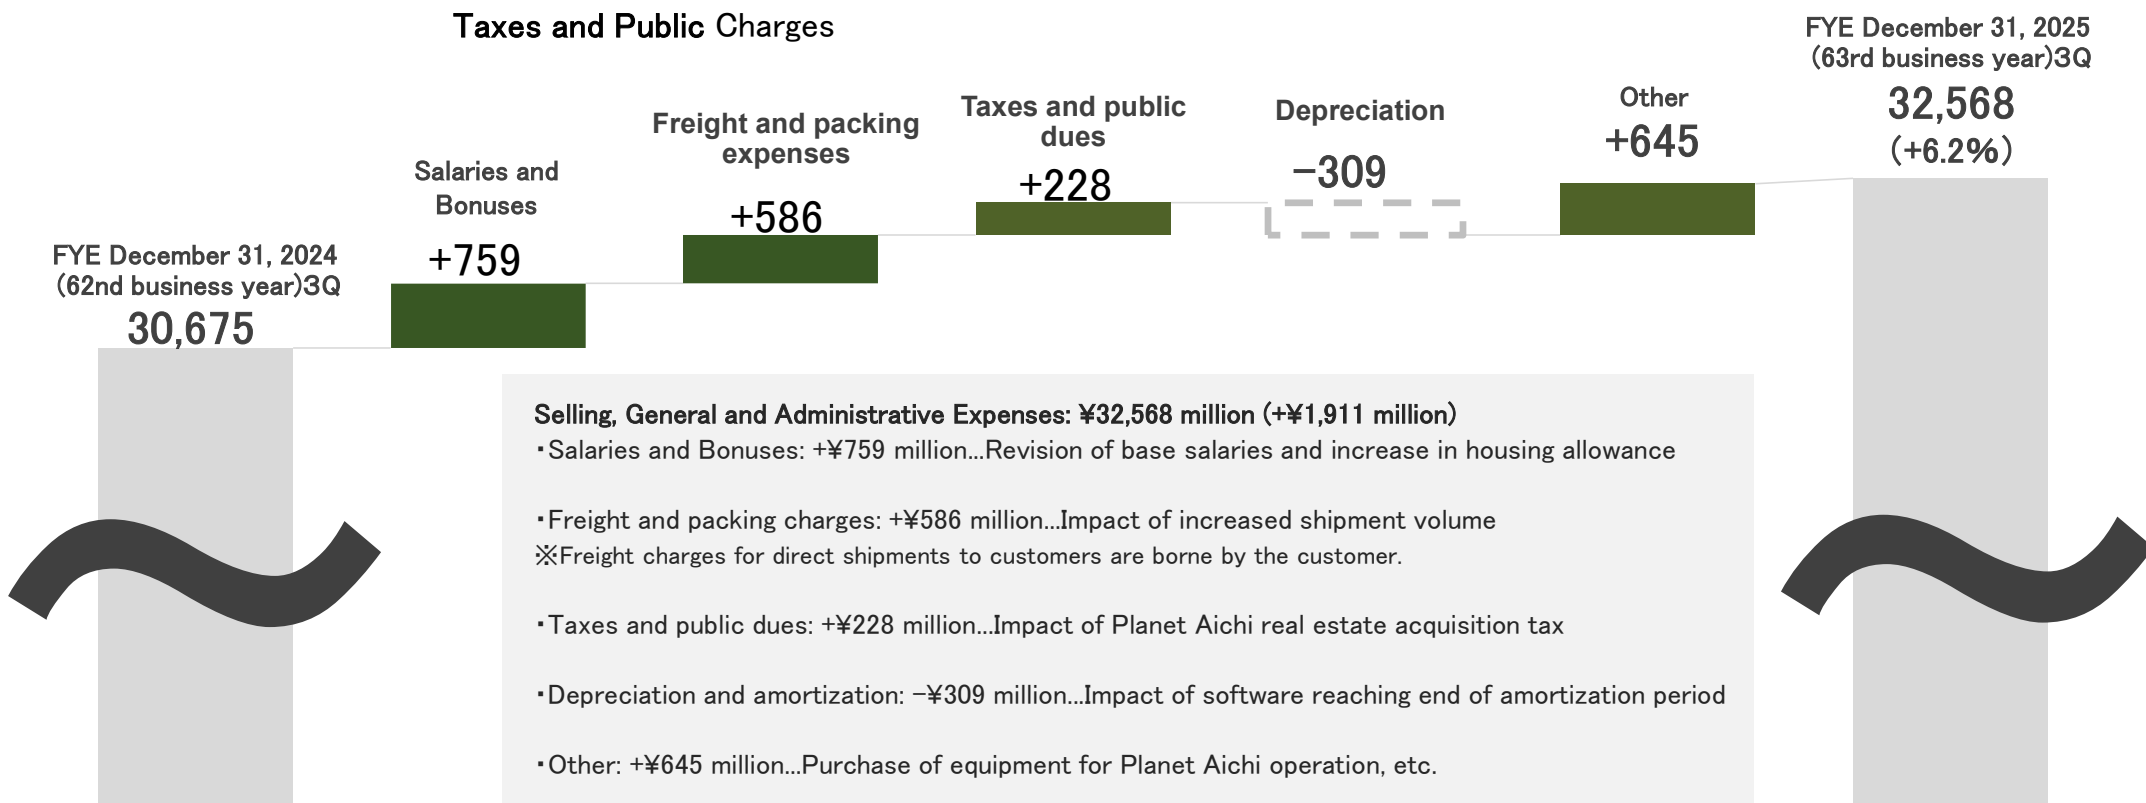 Taxes and Public Charges
FYE December 31, 2025
(63rd business year)3Q
32,568
(+6.2%)
Other
+645
Depreciation
−309
Taxes and public
dues
+228
Freight and packing
expenses
+586
Salaries and
Bonuses
+759
FYE December 31, 2024
(62nd business year)3Q
30,675
Selling, General and Administrative Expenses: ¥32,568 million (+¥1,911 million)
・Salaries and Bonuses: +¥759 million…Revision of base salaries and increase in housing allowance
・Freight and packing charges: +¥586 million…Impact of increased shipment volume
※Freight charges for direct shipments to customers are borne by the customer.
・Taxes and public dues: +¥228 million…Impact of Planet Aichi real estate acquisition tax
・Depreciation and amortization: −¥309 million…Impact of software reaching end of amortization period
・Other: +¥645 million…Purchase of equipment for Planet Aichi operation, etc.